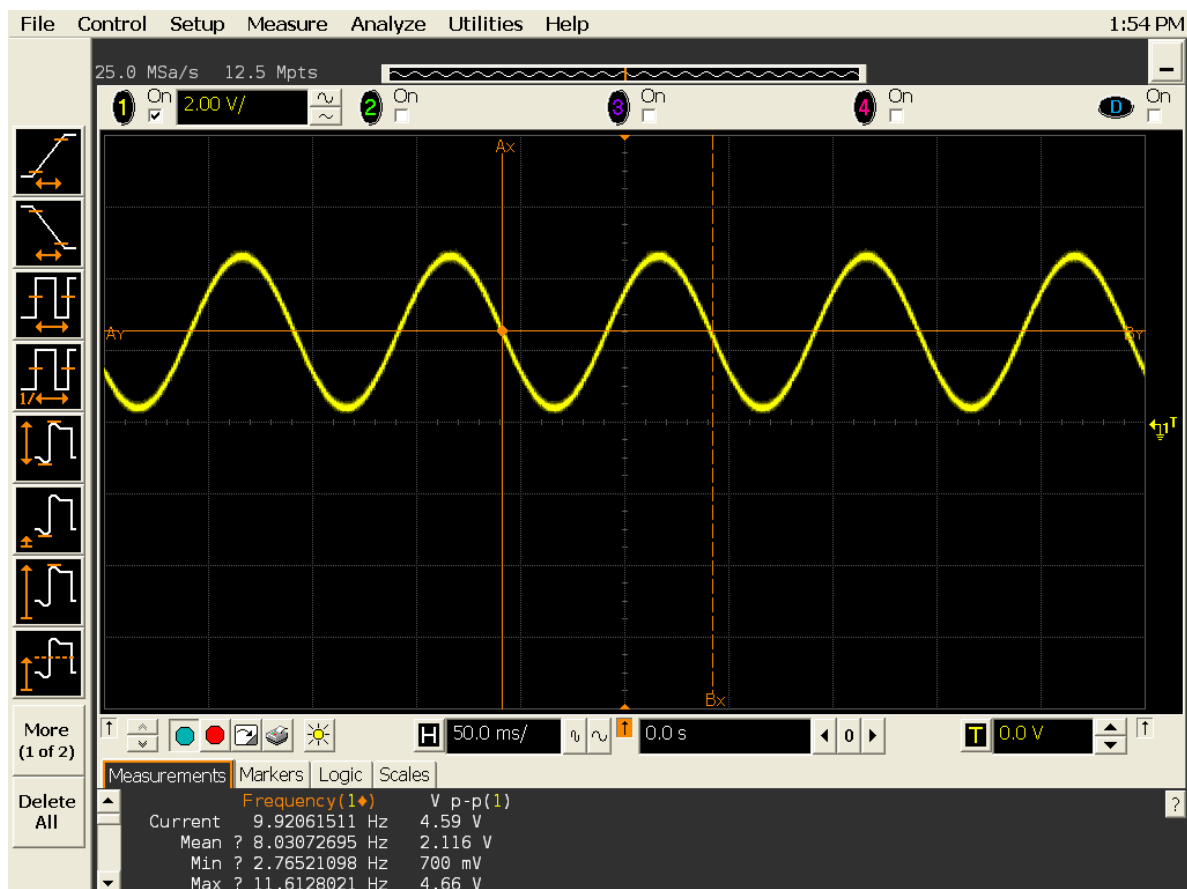 File Control Setup Measure Analyze Utilities Help 1:54 PM
25.0 MSa/s 12.5 Mpts
1 On 2.00 V/ 2 On 3 On 4 On D On
Ax
AY BY
1T
1/
Bx
More
(1 of 2)
Delete
All
H 50.0 ms/ 0.0 s 0 T 0.0 V
Measurements Markers Logic Scales
Frequency(1♦) V p-p(1) ?
Current 9.92061511 Hz 4.59 V
Mean ? 8.03072695 Hz 2.116 V
Min ? 2.76521098 Hz 700 mV
Max ? 11.6128021 Hz 4.66 V